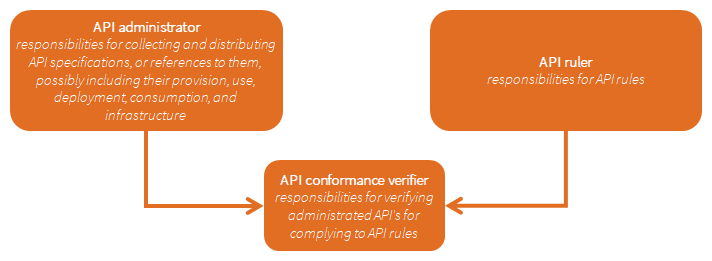 API administrator
responsibilities for collecting and distributing
API specifications, or references to them,
possibly including their provision, use,
deployment, consumption, and
infrastructure
API ruler
responsibilities for API rules
API conformance verifier
responsibilities for verifying
administrated API's for
complying to API rules